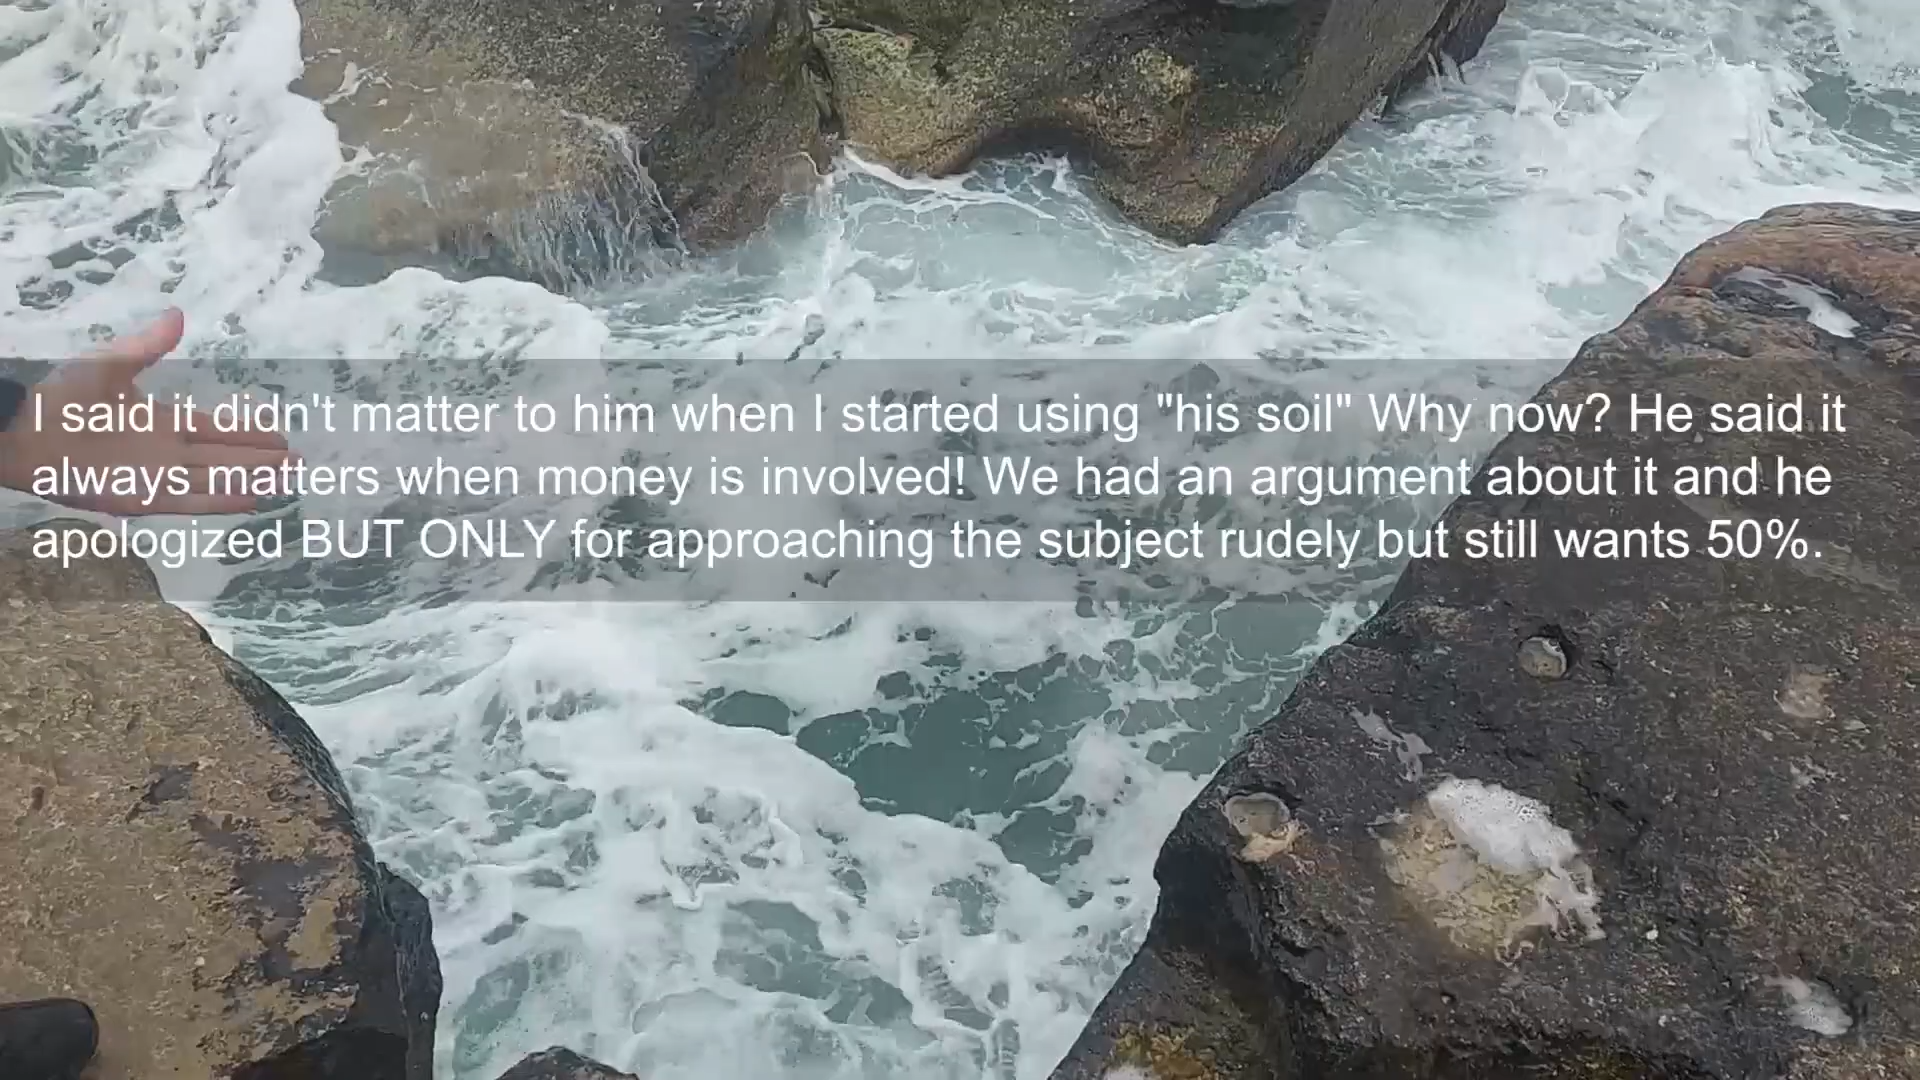 I said it didn't matter to him when I started using "his soil" Why now? He said it
always matters when money is involved! We had an argument about it and he
apologized BUT ONLY for approaching the subject rudely but still wants 50%.